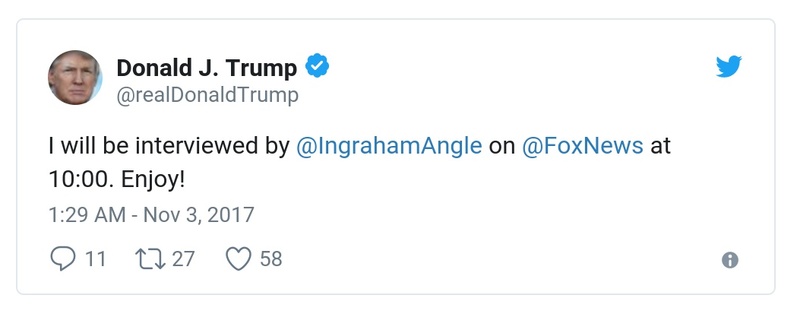 Donald J. Trump
@realDonaldTrump
I will be interviewed by @IngrahamAngle on @FoxNews at
10:00. Enjoy!
1:29 AM - Nov 3, 2017
11 27 58